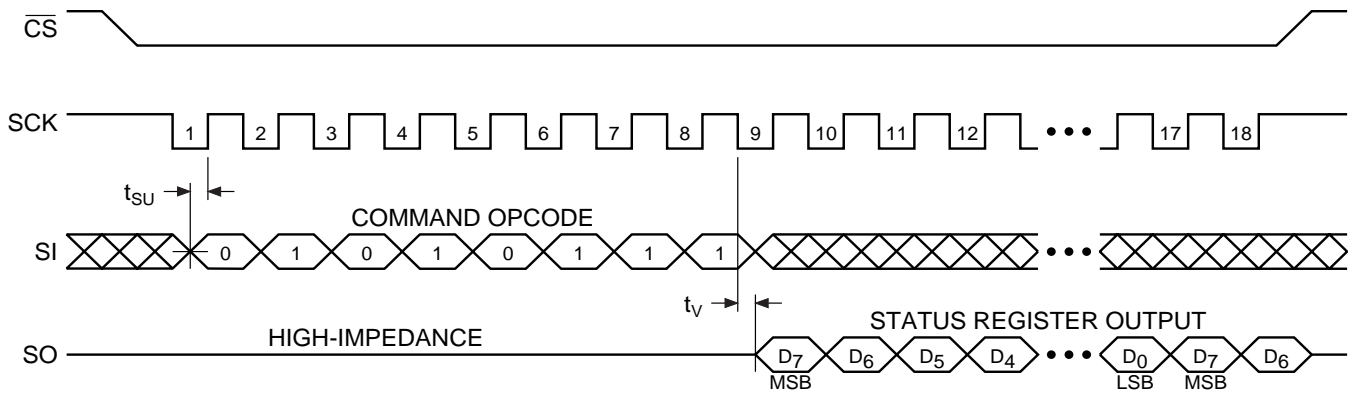 CS
SCK
1 2 3 4 5 6 7 8 9 10 11 12 ••• 17 18
tSU
COMMAND OPCODE
SI
0 1 0 1 0 1 1 1 •••
tV
HIGH-IMPEDANCE
STATUS REGISTER OUTPUT
SO
D7 D6 D5 D4 ••• D0 D7 D6
MSB LSB MSB